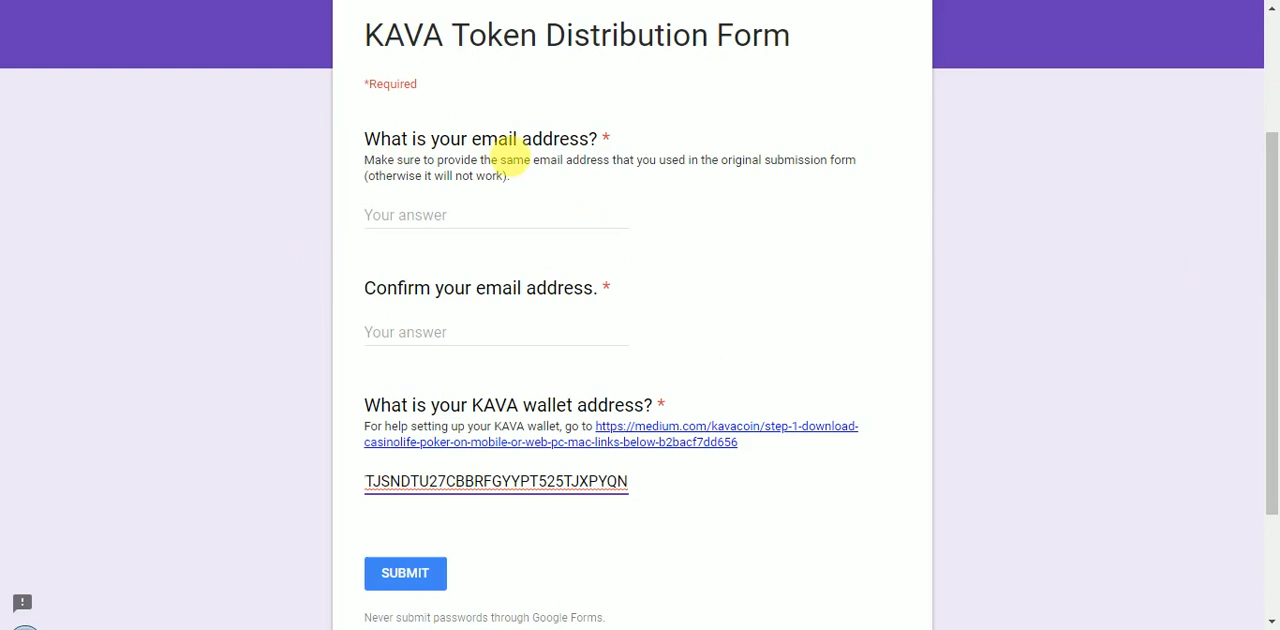 KAVA Token Distribution Form
*Required
What is your email address? *
Make sure to provide the same email address that you used in the original submission form
(otherwise it will not work).
Your answer
Confirm your email address. *
Your answer
What is your KAVA wallet address? *
For help setting up your KAVA wallet, go to https://medium.com/kavacoin/step-1-download-
casinolife-poker-on-mobile-or-web-pc-mac-links-below-b2bacf7dd656
TJSNDTU27CBBRFGYYPT525TJXPYQN
SUBMIT
Never submit passwords through Google Forms.